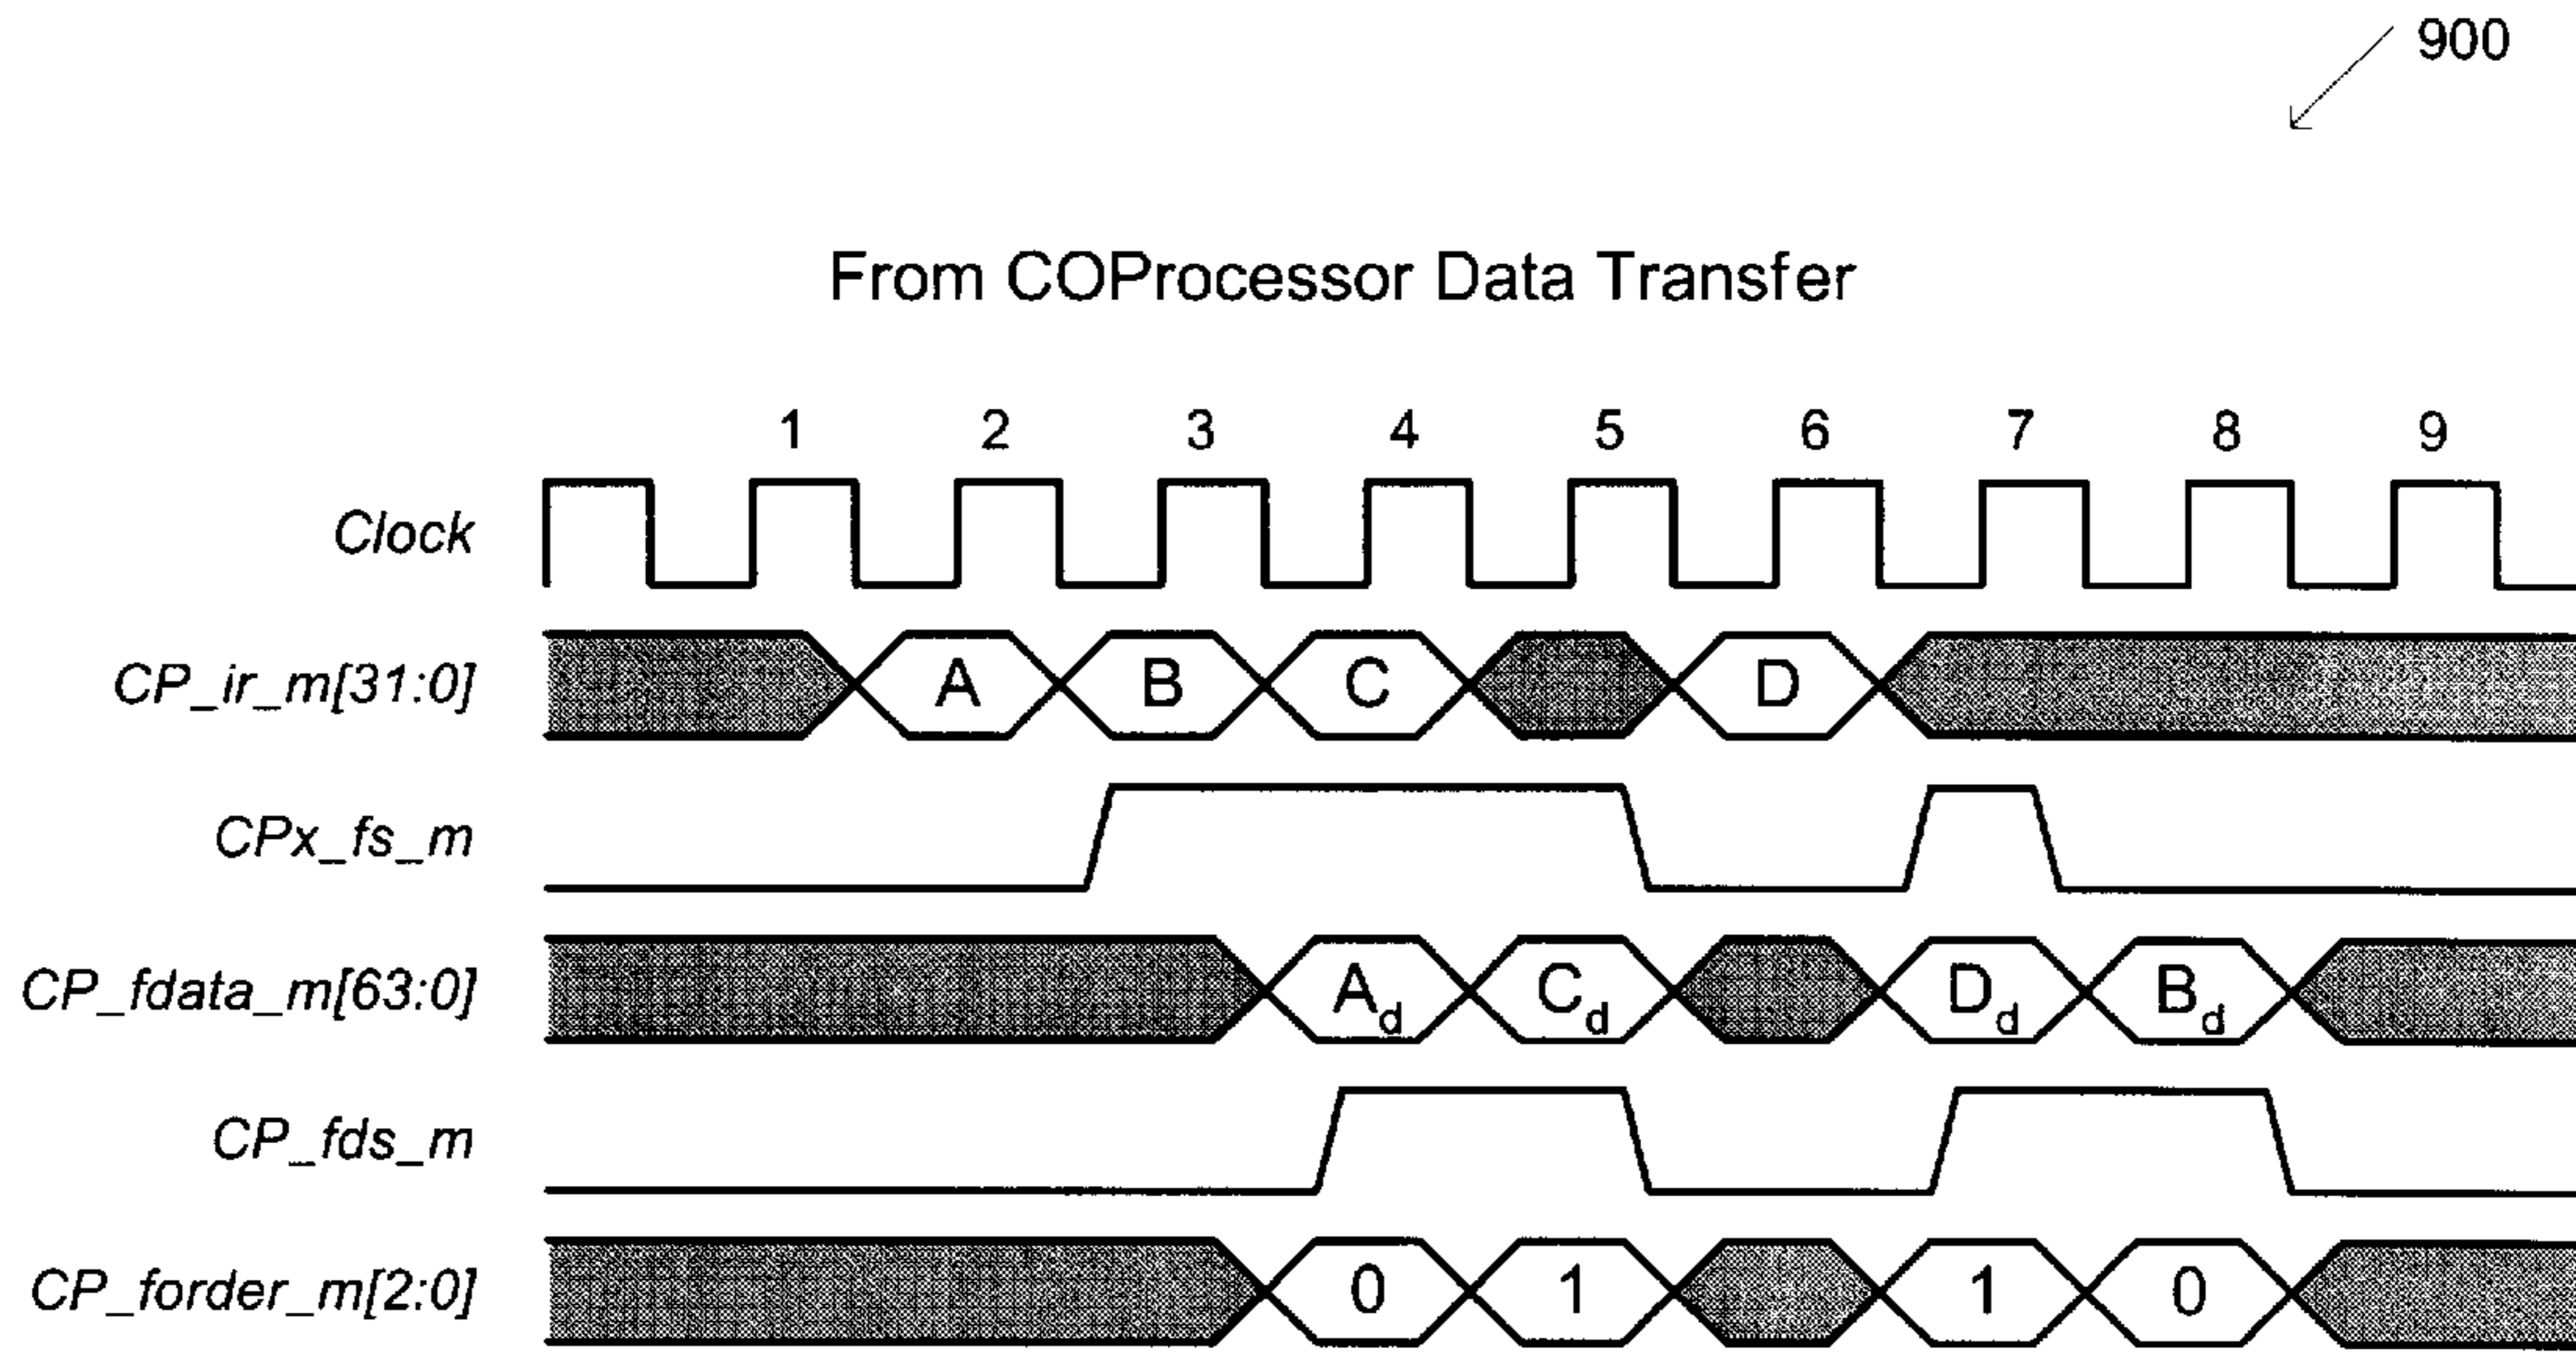 900
From COProcessor Data Transfer
1 2 3 4 5 6 7 8 9
Clock
CP_ir_m[31:0] A B C D
CPx_fs_m
CP_fdata_m[63:0] Ad Cd Dd Bd
CP_fds_m
CP_forder_m[2:0] 0 1 1 0